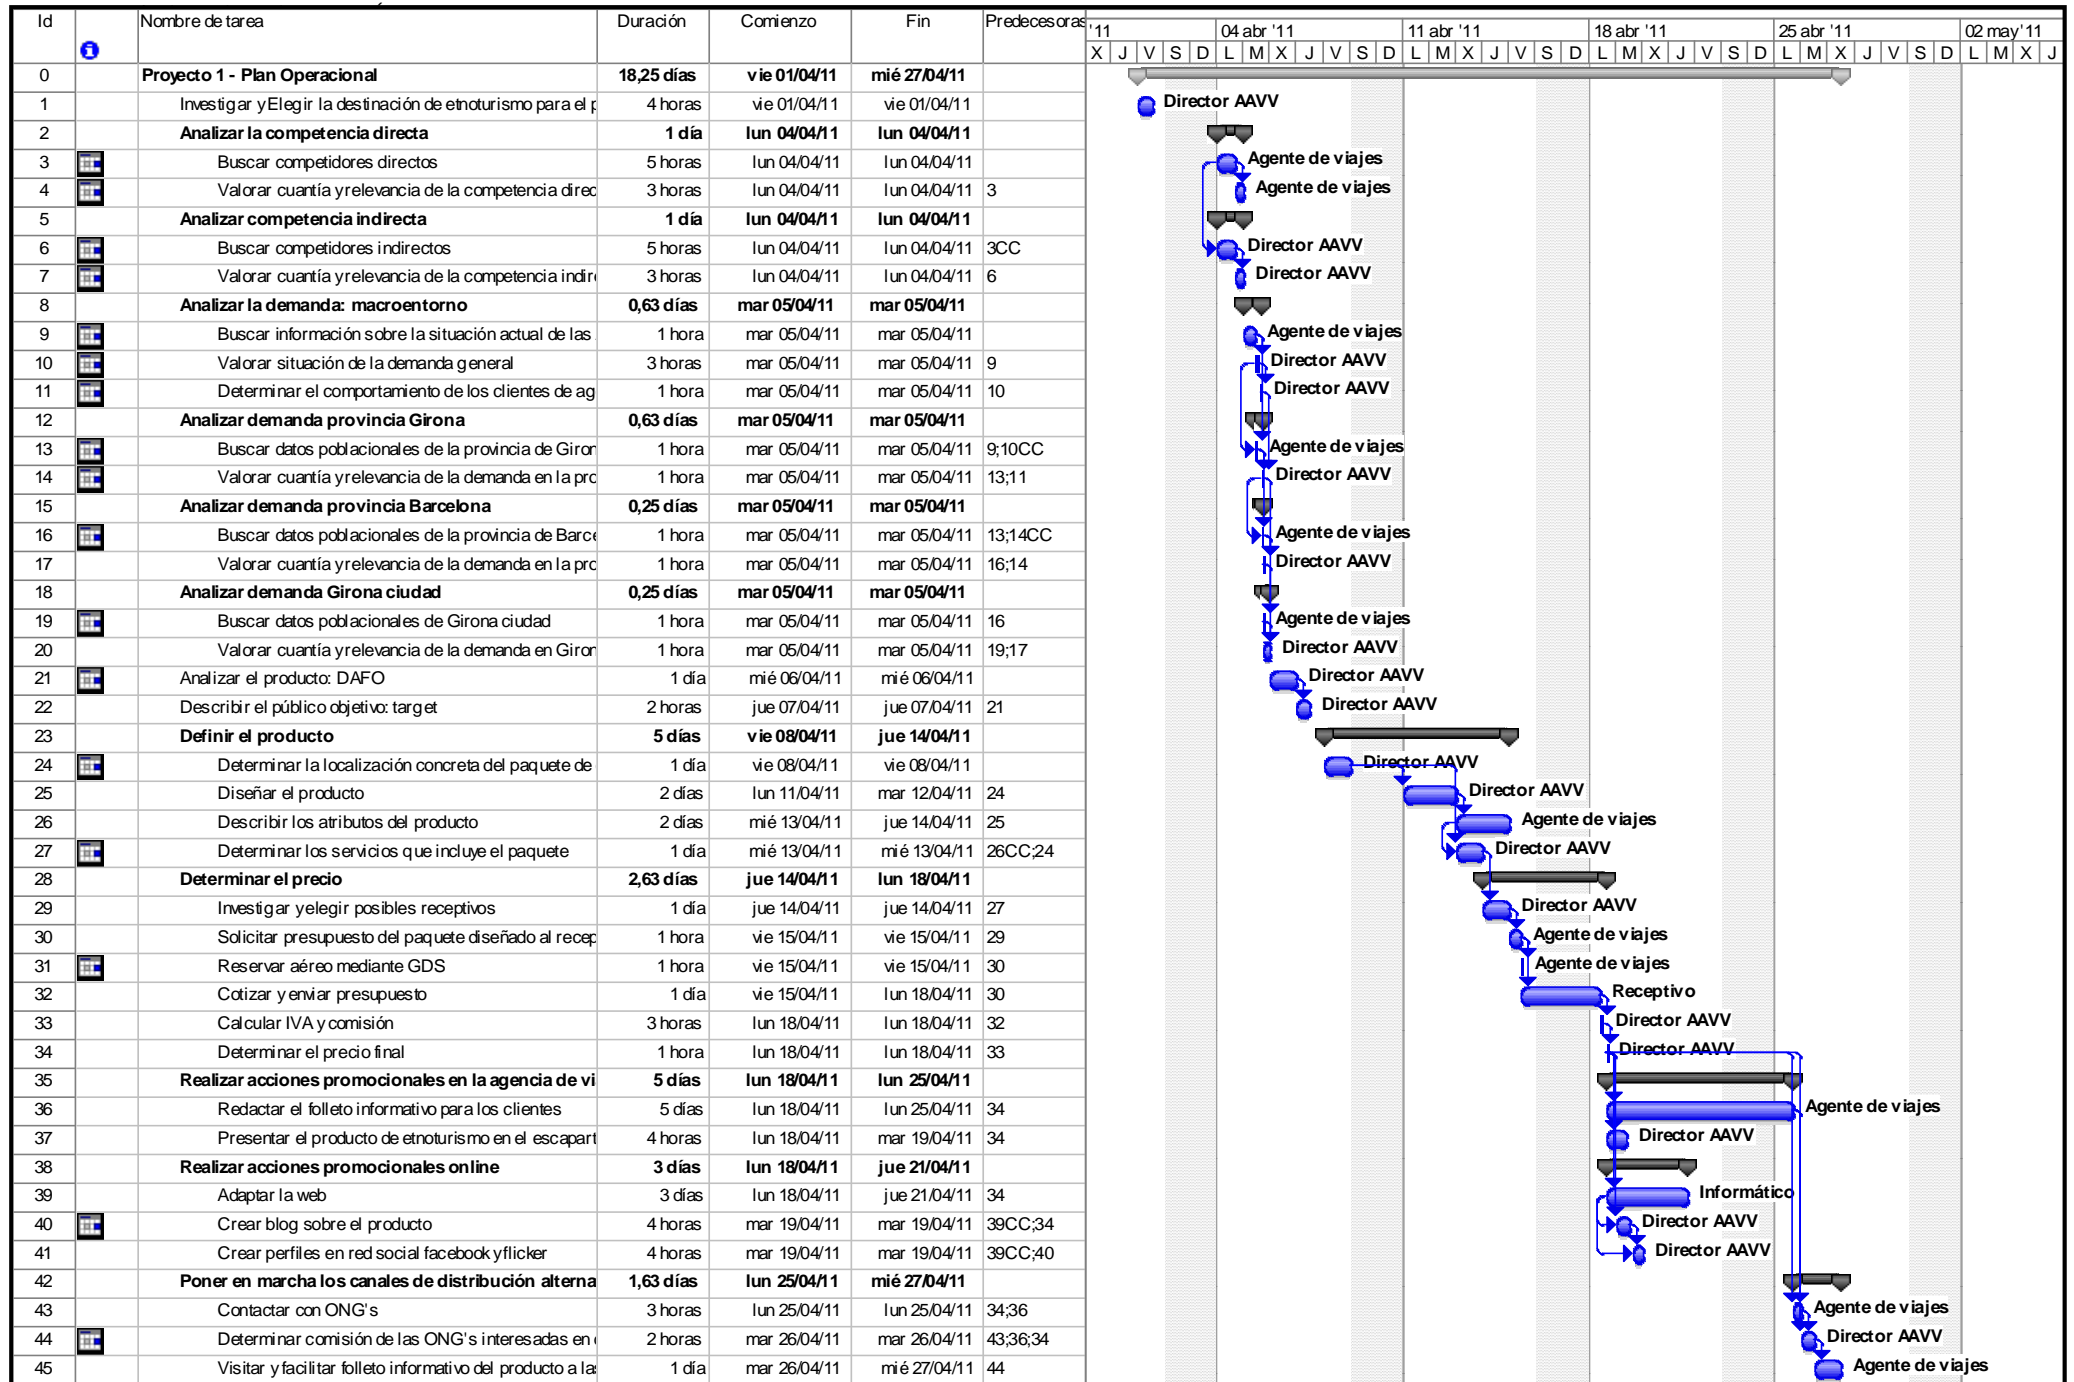 Id Nombre de tarea Duración Comienzo Fin Predecesoras
'11 04 abr '11 11 abr '11 18 abr '11 25 abr '11 02 may '11
X J V S D L M X J V S D L M X J V S D L M X J V S D L M X J V S D L M X J
0 Proyecto 1 - Plan Operacional 18,25 días vie 01/04/11 mié 27/04/11
1 Investigar y Elegir la destinación de etnoturismo para el p 4 horas vie 01/04/11 vie 01/04/11 Director AAVV
2 Analizar la competencia directa 1 día lun 04/04/11 lun 04/04/11
3 Buscar competidores directos 5 horas lun 04/04/11 lun 04/04/11 Agente de viajes
4 Valorar cuantía y relevancia de la competencia direc 3 horas lun 04/04/11 lun 04/04/11 3 Agente de viajes
5 Analizar competencia indirecta 1 día lun 04/04/11 lun 04/04/11
6 Buscar competidores indirectos 5 horas lun 04/04/11 lun 04/04/11 3CC Director AAVV
7 Valorar cuantía y relevancia de la competencia indir 3 horas lun 04/04/11 lun 04/04/11 6 Director AAVV
8 Analizar la demanda: macroentorno 0,63 días mar 05/04/11 mar 05/04/11
9 Buscar información sobre la situación actual de las 1 hora mar 05/04/11 mar 05/04/11 Agente de viajes
10 Valorar situación de la demanda general 3 horas mar 05/04/11 mar 05/04/11 9 Director AAVV
11 Determinar el comportamiento de los clientes de ag 1 hora mar 05/04/11 mar 05/04/11 10 Director AAVV
12 Analizar demanda provincia Girona 0,63 días mar 05/04/11 mar 05/04/11
13 Buscar datos poblacionales de la provincia de Giron 1 hora mar 05/04/11 mar 05/04/11 9;10CC Agente de viajes
14 Valorar cuantía y relevancia de la demanda en la prc 1 hora mar 05/04/11 mar 05/04/11 13;11 Director AAVV
15 Analizar demanda provincia Barcelona 0,25 días mar 05/04/11 mar 05/04/11
16 Buscar datos poblacionales de la provincia de Barce 1 hora mar 05/04/11 mar 05/04/11 13;14CC Agente de viajes
17 Valorar cuantía y relevancia de la demanda en la prc 1 hora mar 05/04/11 mar 05/04/11 16;14 Director AAVV
18 Analizar demanda Girona ciudad 0,25 días mar 05/04/11 mar 05/04/11
19 Buscar datos poblacionales de Girona ciudad 1 hora mar 05/04/11 mar 05/04/11 16 Agente de viajes
20 Valorar cuantía y relevancia de la demanda en Giron 1 hora mar 05/04/11 mar 05/04/11 19;17 Director AAVV
21 Analizar el producto: DAFO 1 día mié 06/04/11 mié 06/04/11 Director AAVV
22 Describir el público objetivo: target 2 horas jue 07/04/11 jue 07/04/11 21 Director AAVV
23 Definir el producto 5 días vie 08/04/11 jue 14/04/11
24 Determinar la localización concreta del paquete de 1 día vie 08/04/11 vie 08/04/11 Director AAVV
25 Diseñar el producto 2 días lun 11/04/11 mar 12/04/11 24 Director AAVV
26 Describir los atributos del producto 2 días mié 13/04/11 jue 14/04/11 25 Agente de viajes
27 Determinar los servicios que incluye el paquete 1 día mié 13/04/11 mié 13/04/11 26CC;24 Director AAVV
28 Determinar el precio 2,63 días jue 14/04/11 lun 18/04/11
29 Investigar y elegir posibles receptivos 1 día jue 14/04/11 jue 14/04/11 27 Director AAVV
30 Solicitar presupuesto del paquete diseñado al recep 1 hora vie 15/04/11 vie 15/04/11 29 Agente de viajes
31 Reservar aéreo mediante GDS 1 hora vie 15/04/11 vie 15/04/11 30 Agente de viajes
32 Cotizar y enviar presupuesto 1 día vie 15/04/11 lun 18/04/11 30 Receptivo
33 Calcular IVA y comisión 3 horas lun 18/04/11 lun 18/04/11 32 Director AAVV
34 Determinar el precio final 1 hora lun 18/04/11 lun 18/04/11 33 Director AAVV
35 Realizar acciones promocionales en la agencia de vi 5 días lun 18/04/11 lun 25/04/11
36 Redactar el folleto informativo para los clientes 5 días lun 18/04/11 lun 25/04/11 34 Agente de viajes
37 Presentar el producto de etnoturismo en el escapart 4 horas lun 18/04/11 mar 19/04/11 34 Director AAVV
38 Realizar acciones promocionales online 3 días lun 18/04/11 jue 21/04/11
39 Adaptar la web 3 días lun 18/04/11 jue 21/04/11 34 Informático
40 Crear blog sobre el producto 4 horas mar 19/04/11 mar 19/04/11 39CC;34 Director AAVV
41 Crear perfiles en red social facebook y flicker 4 horas mar 19/04/11 mar 19/04/11 39CC;40 Director AAVV
42 Poner en marcha los canales de distribución alterna 1,63 días lun 25/04/11 mié 27/04/11
43 Contactar con ONG's 3 horas lun 25/04/11 lun 25/04/11 34;36 Agente de viajes
44 Determinar comisión de las ONG's interesadas en 2 horas mar 26/04/11 mar 26/04/11 43;36;34 Director AAVV
45 Visitar y facilitar folleto informativo del producto a las 1 día mar 26/04/11 mié 27/04/11 44 Agente de viajes